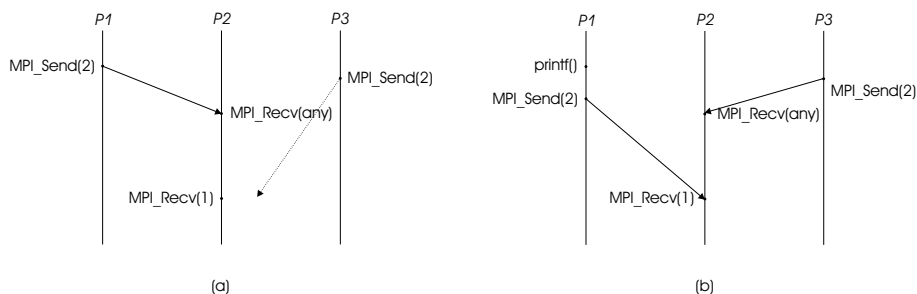 P1 P2 P3
MPI_Send(2)
MPI_Send(2)
MPI_Recv(any)
MPI_Recv(1)
(a)
P1 P2 P3
printf()
MPI_Send(2)
MPI_Send(2)
MPI_Recv(any)
MPI_Recv(1)
(b)